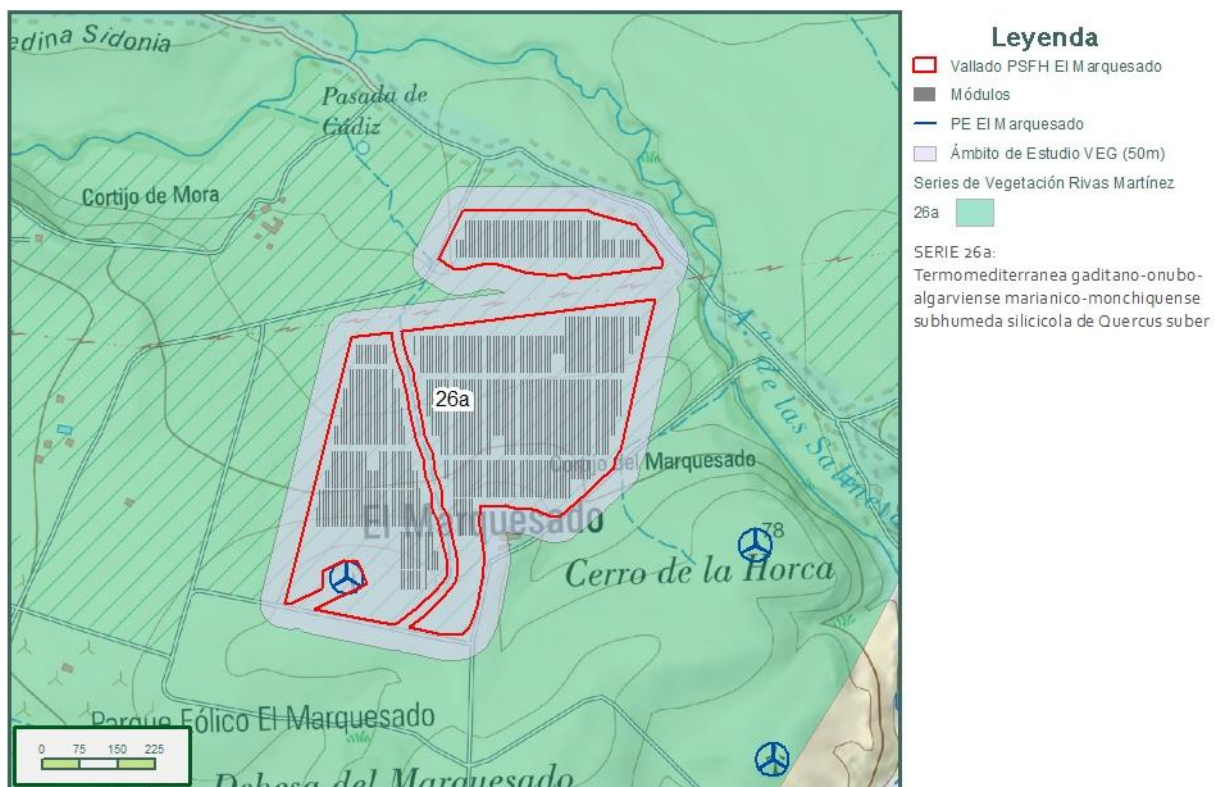 edina Sidonia
Pasada de
Cádiz
Cortijo de Mora
26a
Cortijo del Marquesado
El Marquesado
A. de las Salinetas
78
Cerro de la Horca
Parque Eólico El Marquesado
Dehesa del Marquesado
0 75 150 225
Leyenda
Vallado PSFH El Marquesado
Módulos
PE El Marquesado
Ámbito de Estudio VEG (50m)
Series de Vegetación Rivas Martínez
26a
SERIE 26a:
Termomediterranea gaditano-onubo-
algarviense marianico-monchiquense
subhumeda silicicola de Quercus suber